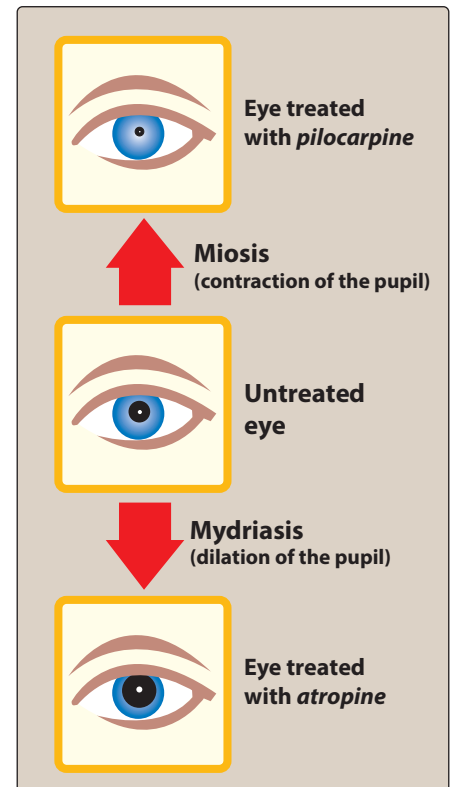 Eye treated
with pilocarpine
Miosis
(contraction of the pupil)
Untreated
eye
Mydriasis
(dilation of the pupil)
Eye treated
with atropine